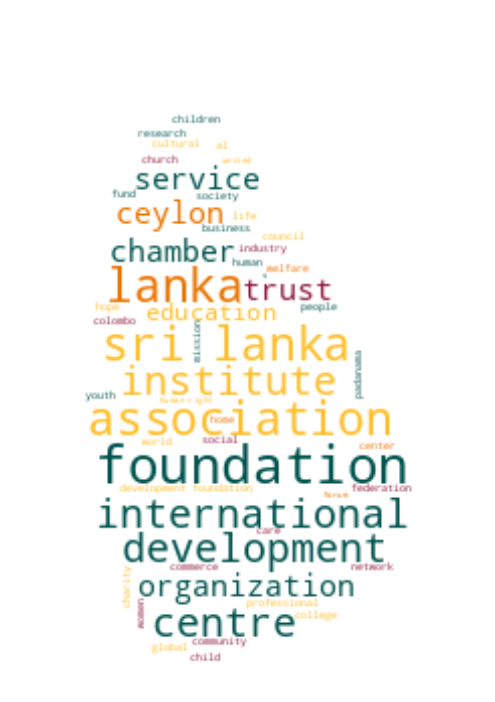 children
research
cultural al
church united
service
fund society
ceylon life
business
council
chamber industry
human
welfare
lanka trust
hope people
education
colombo
mission
sri lanka
padanama
institute
youth human right
association
home
world social
center
foundation
development foundation federation
forum
international
care
development
commerce network
charity
organization
women professional
centre college
community
global
child